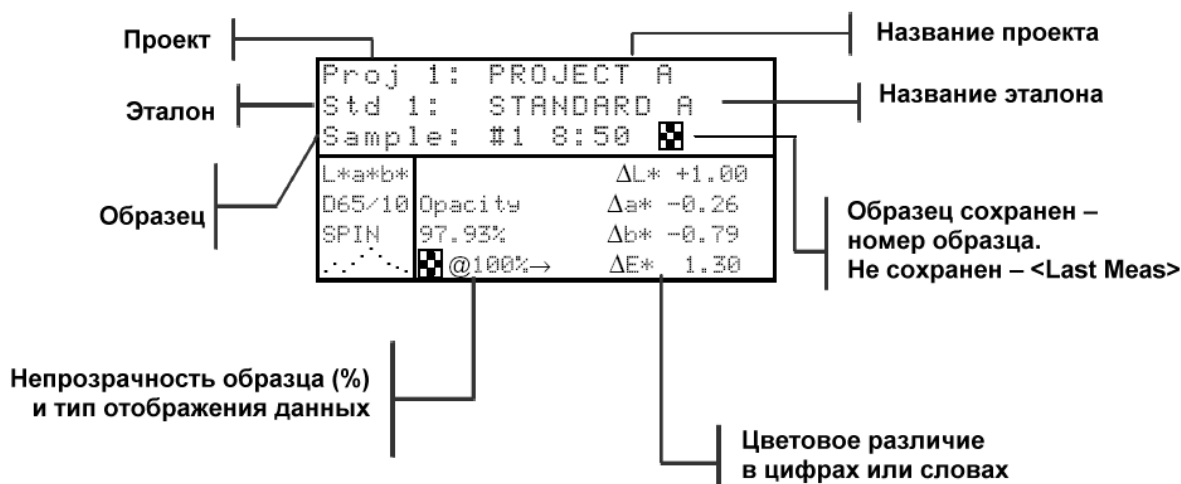 Проект
Название проекта
Proj 1: PROJECT A
Эталон
Std 1: STANDARD A
Название эталона
Sample: #1 8:50
Образец
L*a*b*
D65/10
SPIN
Opacity
97.93%
@100%→
ΔL* +1.00
Δa* -0.26
Δb* -0.79
ΔE* 1.30
Образец сохранен –
номер образца.
Не сохранен – <Last Meas>
Непрозрачность образца (%)
и тип отображения данных
Цветовое различие
в цифрах или словах